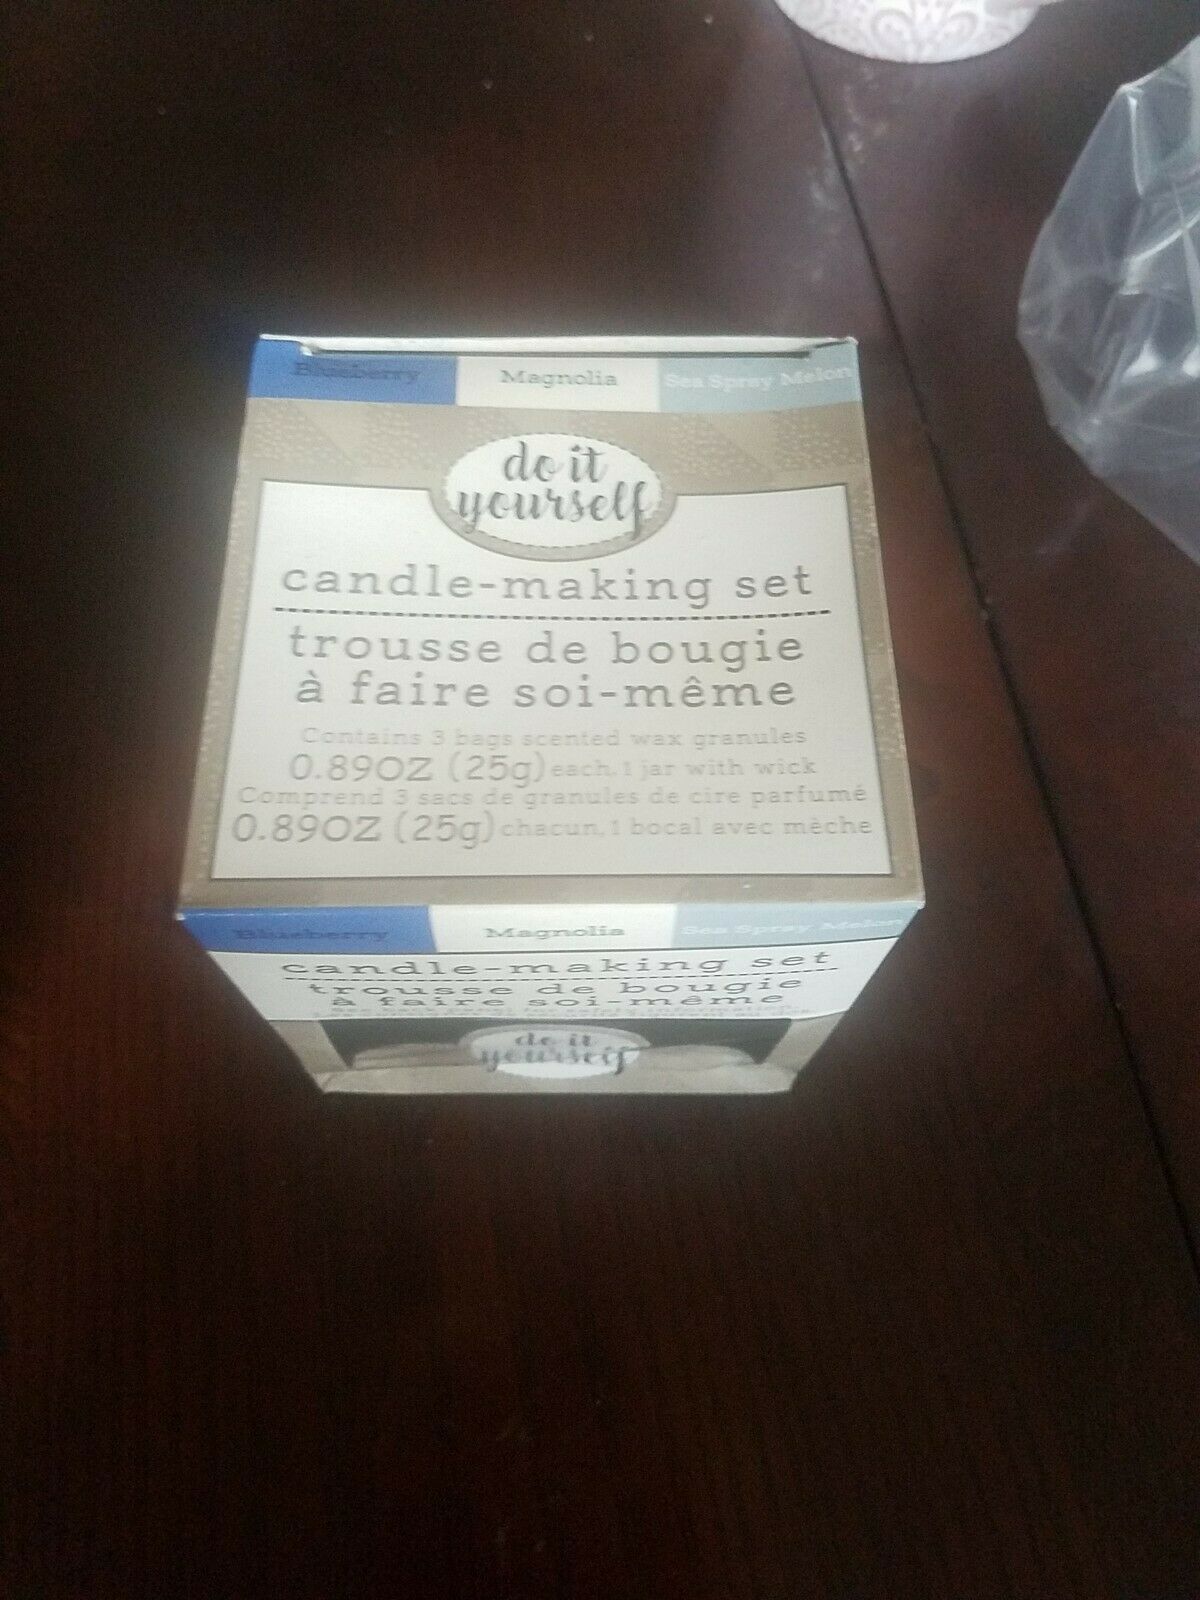 Blueberry Magnolia Sea Spray Melon
do it
yourself
candle-making set
trousse de bougie
à faire soi-même
Contains 3 bags scented wax granules
0.89OZ (25g) each, 1 jar with wick
Comprend 3 sacs de granules de cire parfumé
0.89OZ (25g) chacun, 1 bocal avec mèche
Blueberry Magnolia Sea Spray Melon
candle-making set
trousse de bougie
à faire soi-même
do it
yourself